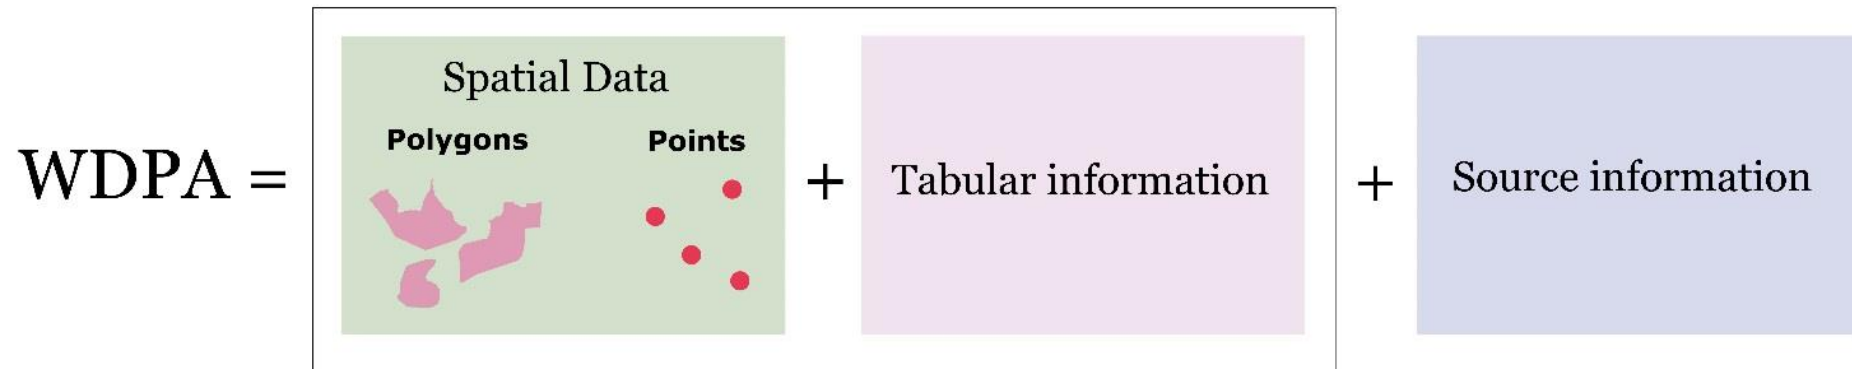 WDPA =
Spatial Data
Polygons
Points
+
Tabular information
+
Source information